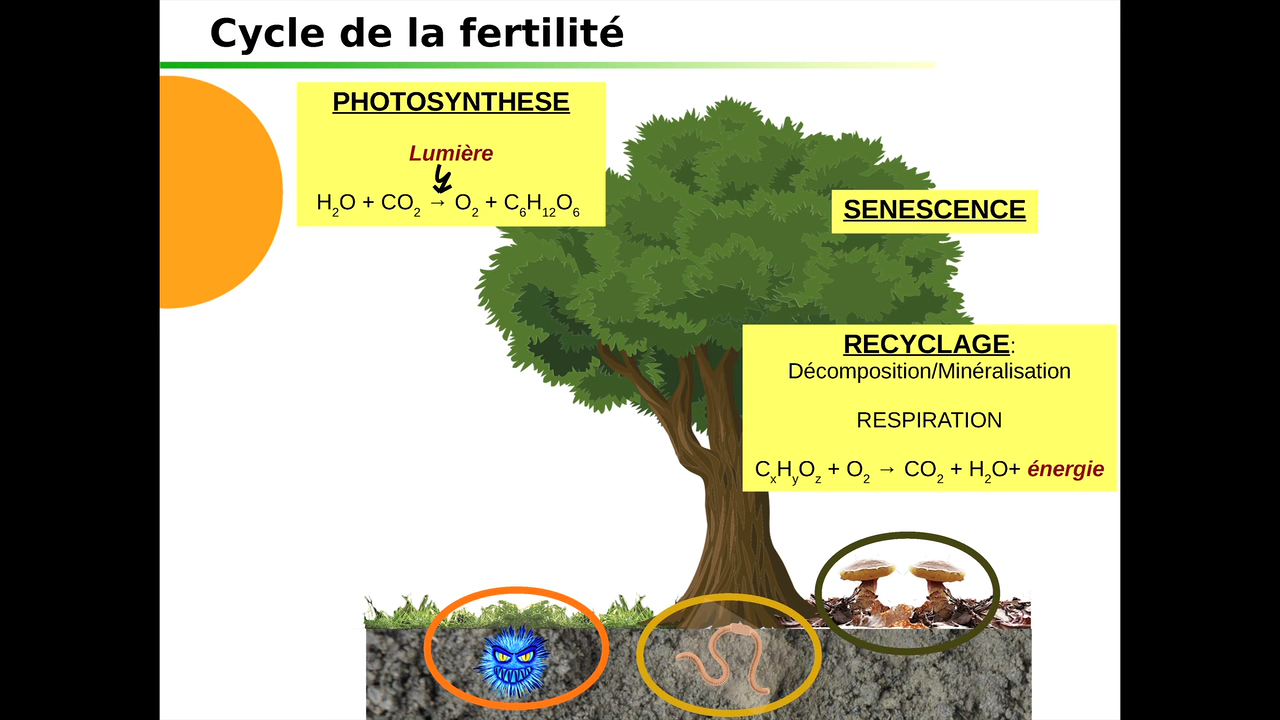 Cycle de la fertilité
PHOTOSYNTHESE
Lumière
H₂O + CO₂ → O₂ + C₆H₁₂O₆
SENESCENCE
RECYCLAGE:
Décomposition/Minéralisation
RESPIRATION
CₓHᵧO_z + O₂ → CO₂ + H₂O+ énergie